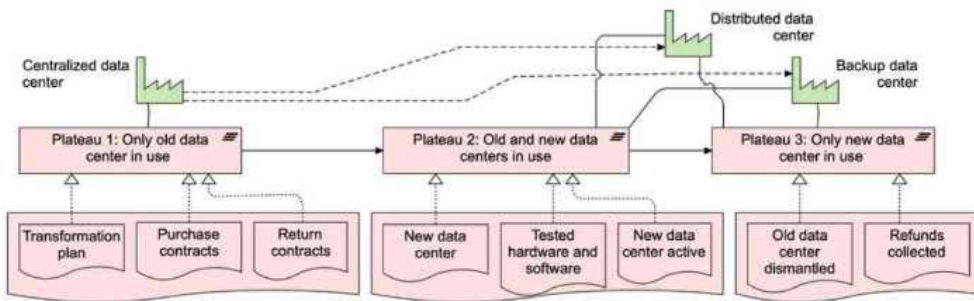 Distributed data
center
Centralized data
center
Backup data
center
Plateau 1: Only old data
center in use
Plateau 2: Old and new data
centers in use
Plateau 3: Only new data
center in use
Transformation
plan
Purchase
contracts
Return
contracts
New data
center
Tested
hardware and
software
New data
center active
Old data
center
dismantled
Refunds
collected